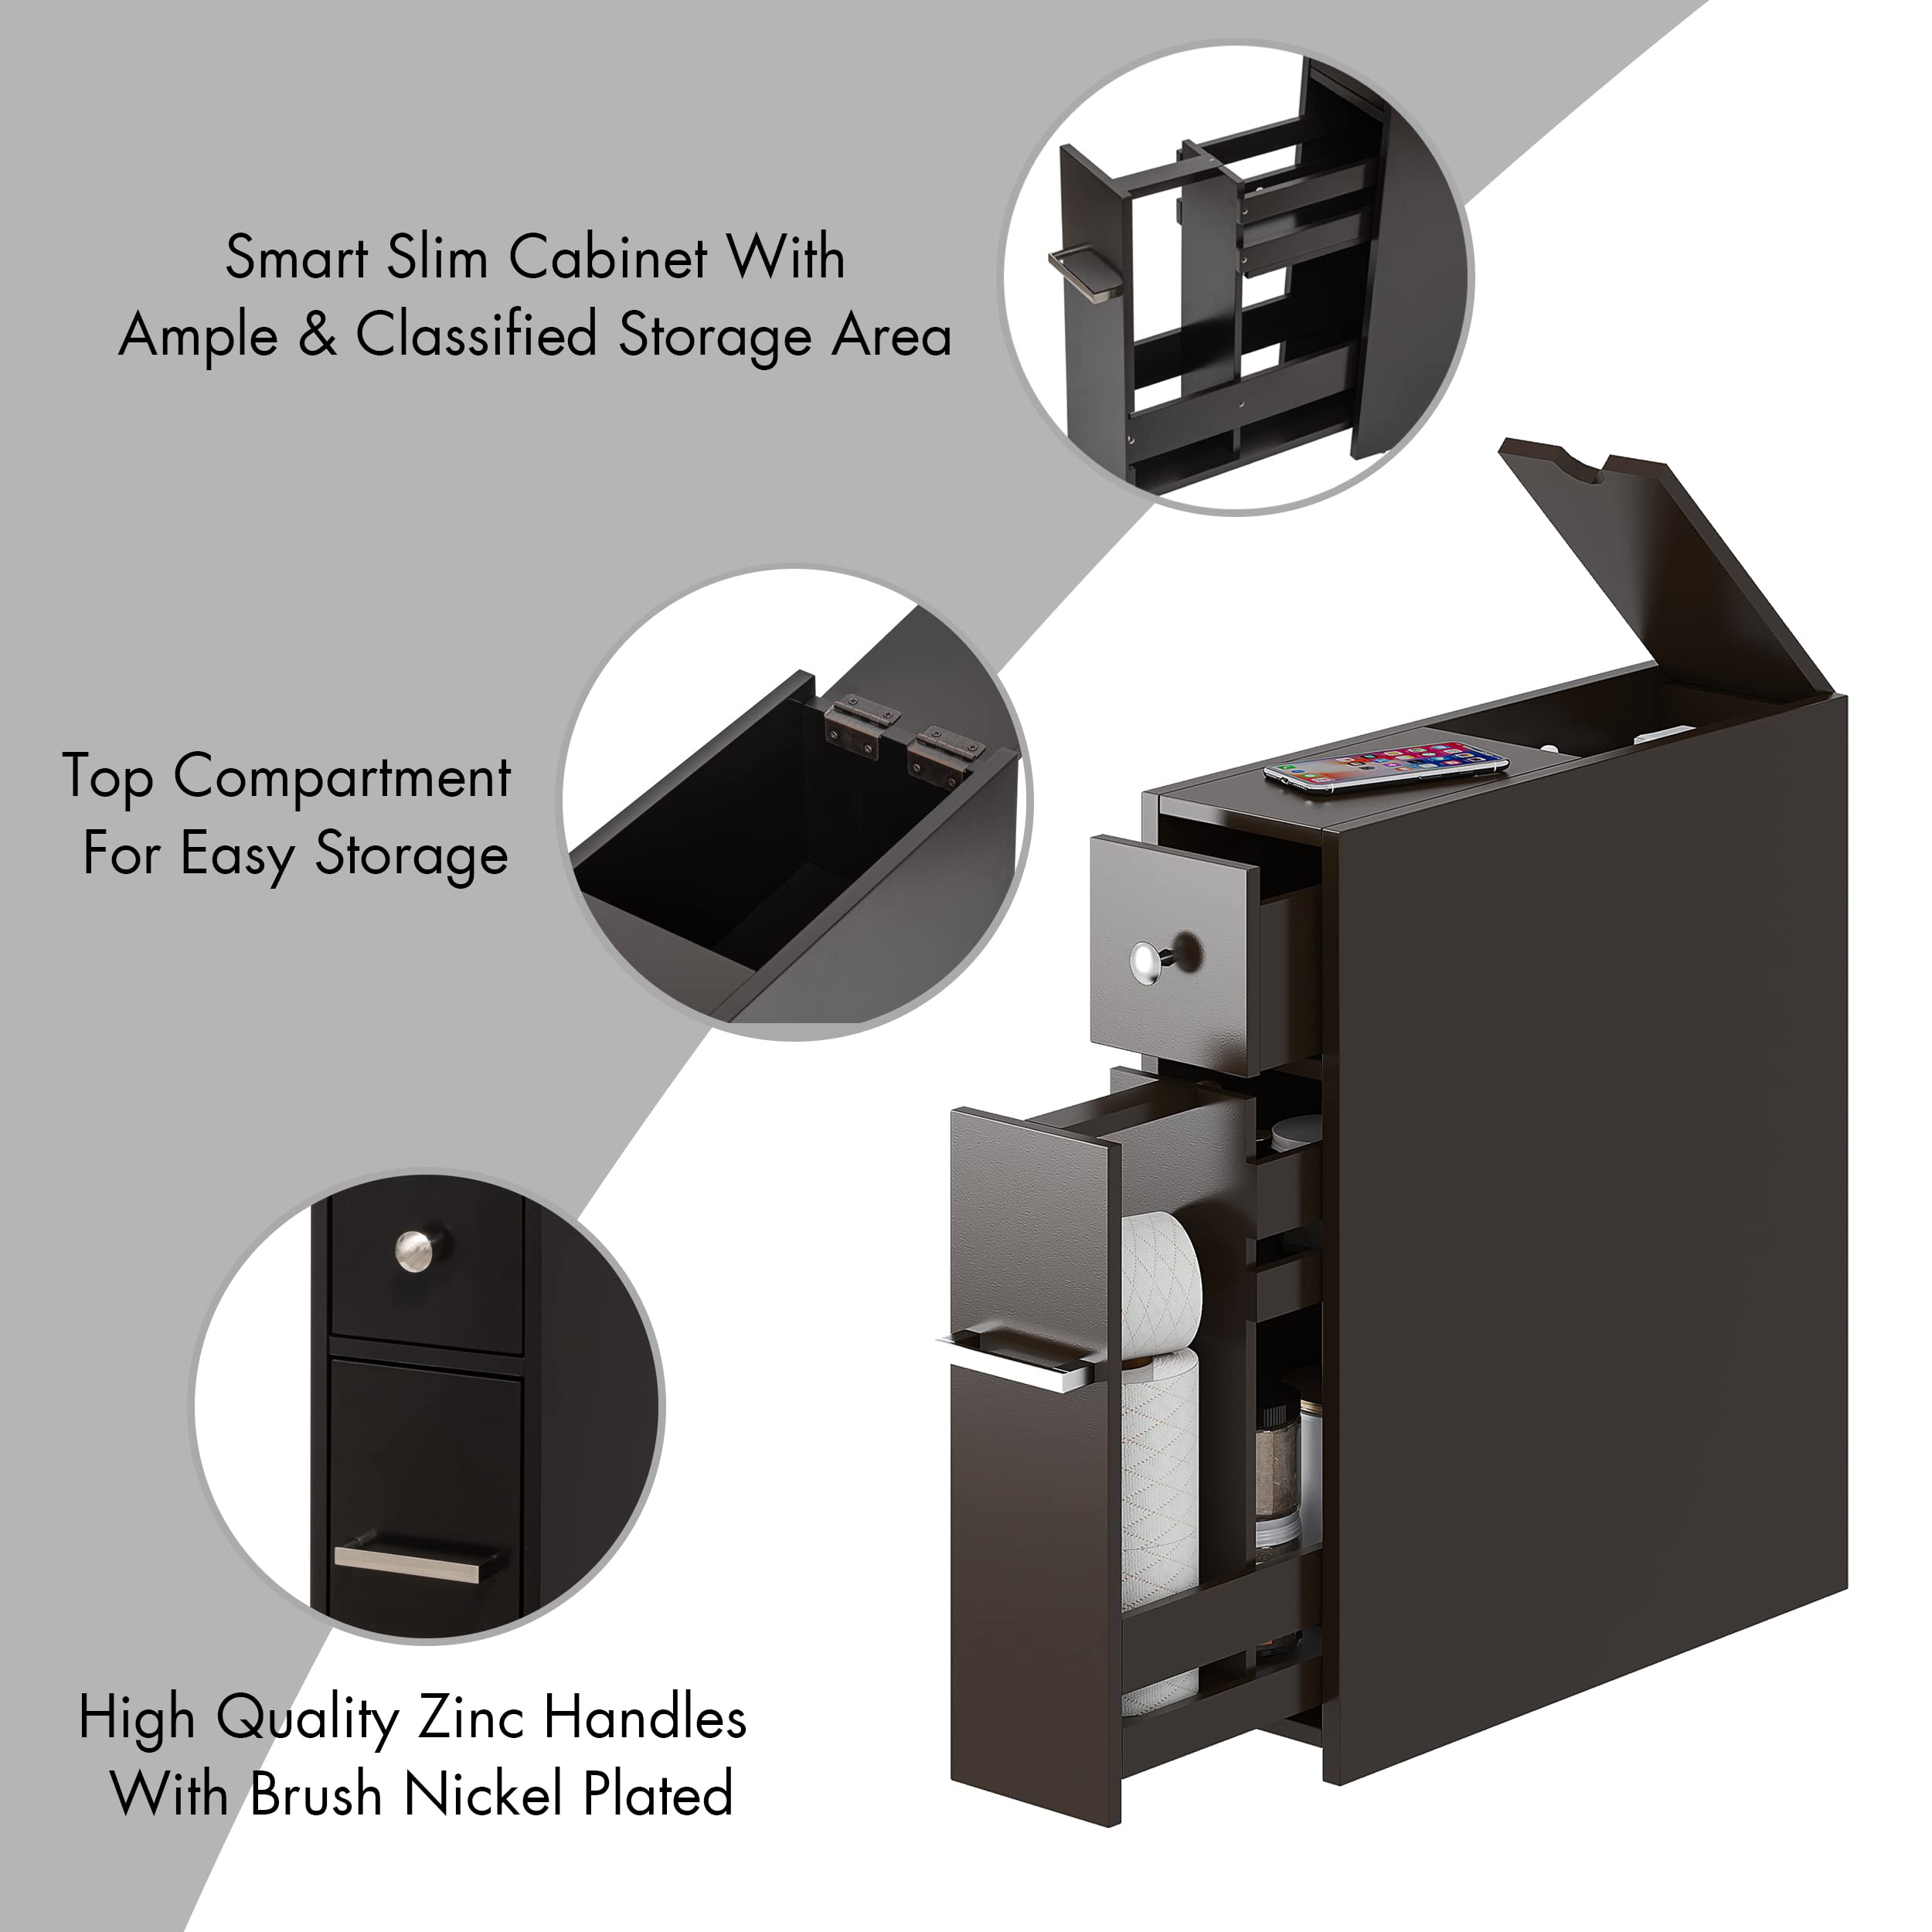 Smart Slim Cabinet With
Ample & Classified Storage Area
Top Compartment
For Easy Storage
High Quality Zinc Handles
With Brush Nickel Plated